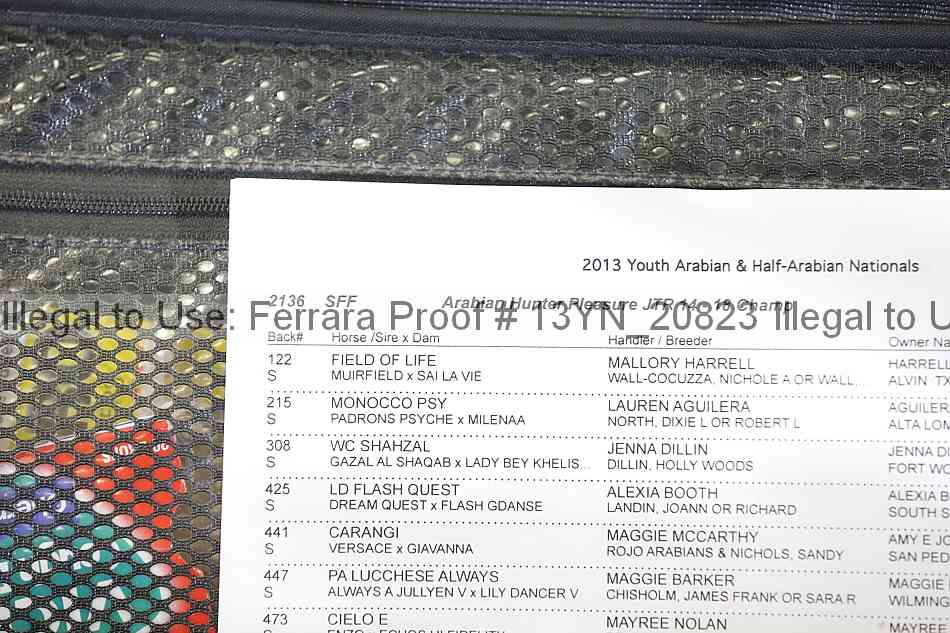 2013 Youth Arabian & Half-Arabian Nationals
2136 SFF Arabian Hunter Pleasure JTR 14 - 18 Champ
Illegal to Use: Ferrara Proof # 13YN_20823 Illegal to U
Back# Horse /Sire x Dam Handler / Breeder Owner Na
122 FIELD OF LIFE MALLORY HARRELL HARRELL
S MUIRFIELD x SAI LA VIE WALL-COCUZZA, NICHOLE A OR WALL,... ALVIN TX
215 MONOCCO PSY LAUREN AGUILERA AGUILER
S PADRONS PSYCHE x MILENAA NORTH, DIXIE L OR ROBERT L ALTA LOM
308 WC SHAHZAL JENNA DILLIN JENNA DI
S GAZAL AL SHAQAB x LADY BEY KHELIS... DILLIN, HOLLY WOODS FORT WO
425 LD FLASH QUEST ALEXIA BOOTH ALEXIA B
S DREAM QUEST x FLASH GDANSE LANDIN, JOANN OR RICHARD SOUTH S
441 CARANGI MAGGIE MCCARTHY AMY E JO
S VERSACE x GIAVANNA ROJO ARABIANS & NICHOLS, SANDY SAN PED
447 PA LUCCHESE ALWAYS MAGGIE BARKER MAGGIE
S ALWAYS A JULLYEN V x LILY DANCER V CHISHOLM, JAMES FRANK OR SARA R WILMING
473 CIELO E MAYREE NOLAN MAYREE